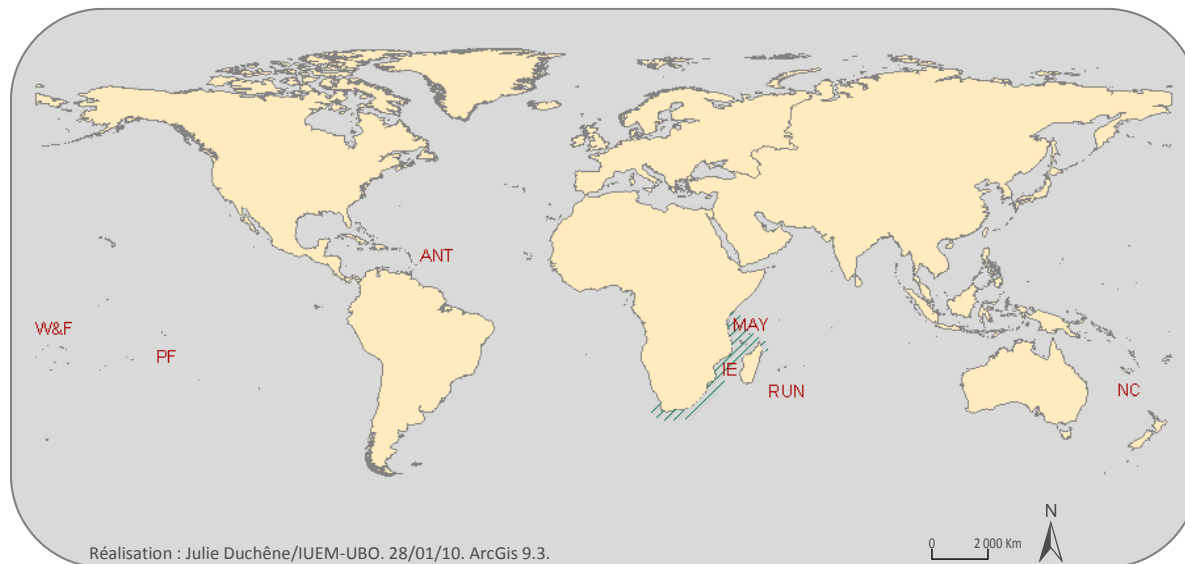 ANT
W&F
MAY
PF
IE
RUN
NC
N
Réalisation : Julie Duchêne/IUEM-UBO. 28/01/10. ArcGis 9.3.
0 2 000 Km